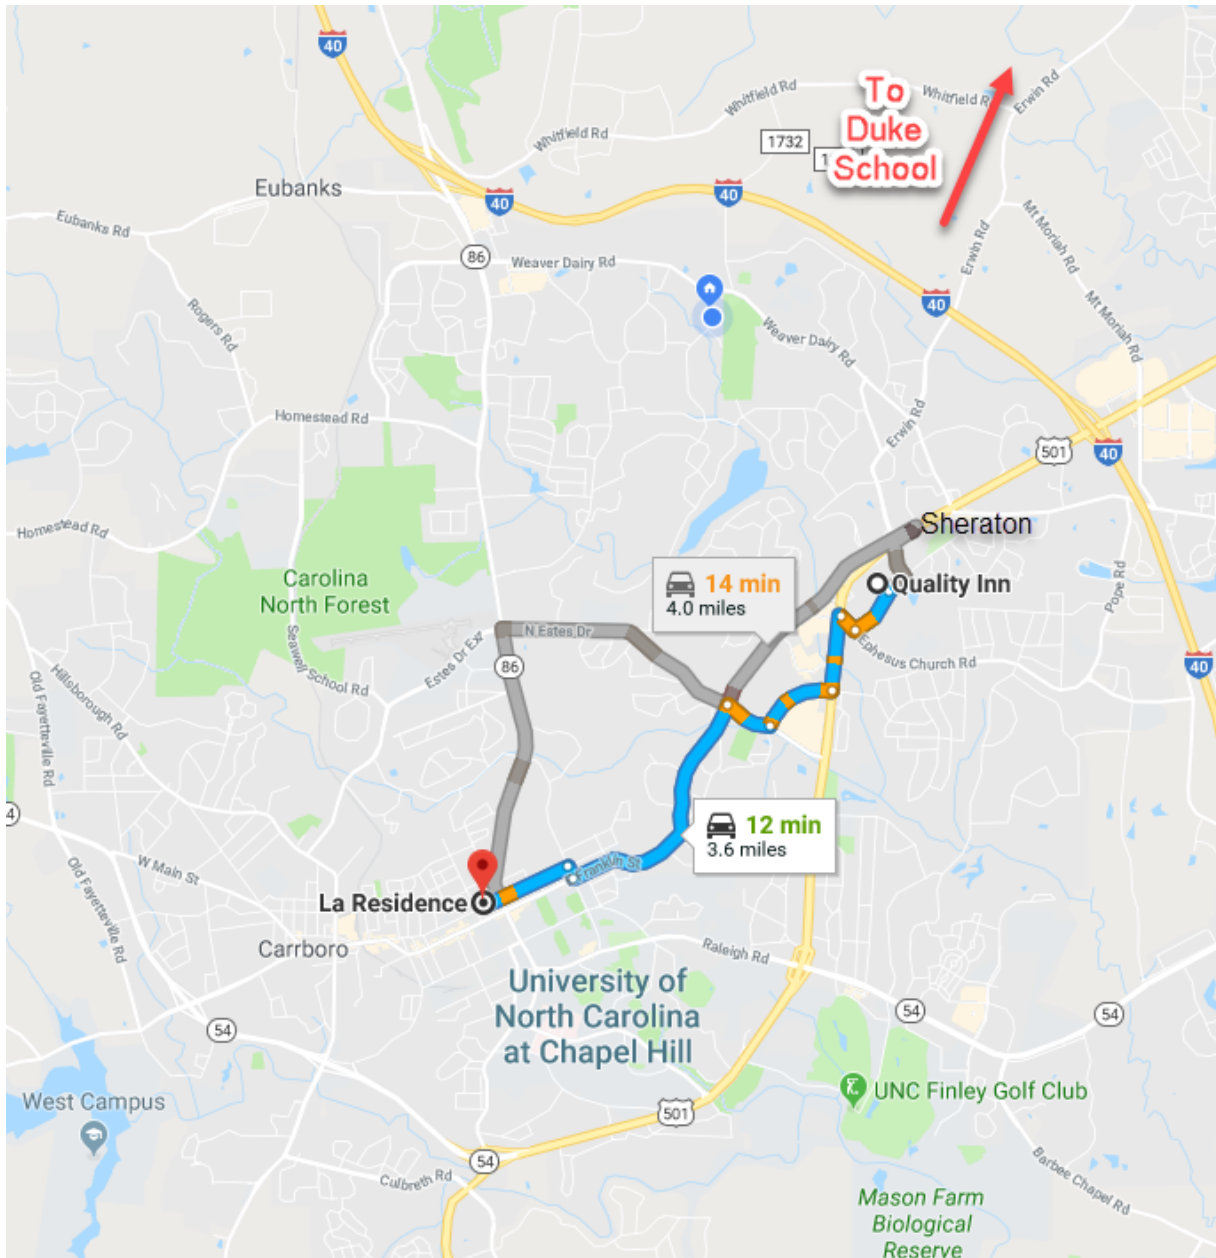 40
To
Duke
School
Whitfield Rd
Erwin Rd
Whitfield Rd
Whitfield Rd
1732
Eubanks
40
40
Eubanks Rd
86
Weaver Dairy Rd
Erwin Rd
Mt Moriah Rd
Rogers Rd
40
Weaver Dairy Rd
Mt Moriah Rd
Homestead Rd
Erwin Rd
501
40
Homestead Rd
Sheraton
Carolina
North Forest
14 min
4.0 miles
Quality Inn
Pope Rd
N Estes Dr
Estes Dr Ext
Ephesus Church Rd
86
40
Seawell School Rd
Hillsborough Rd
Old Fayetteville Rd
12 min
3.6 miles
W Main St
Franklin St
La Residence
Old Fayetteville Rd
Carrboro
Raleigh Rd
University of
North Carolina
at Chapel Hill
54
54
54
West Campus
UNC Finley Golf Club
501
54
Culbreth Rd
Barbee Chapel Rd
Mason Farm
Biological
Reserve